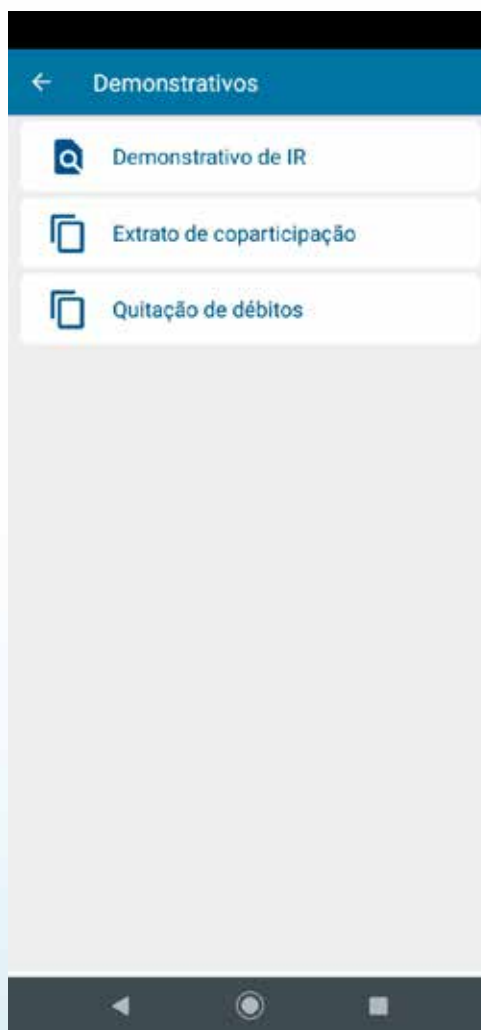 Demonstrativos
Demonstrativo de IR
Extrato de coparticipação
Quitação de débitos